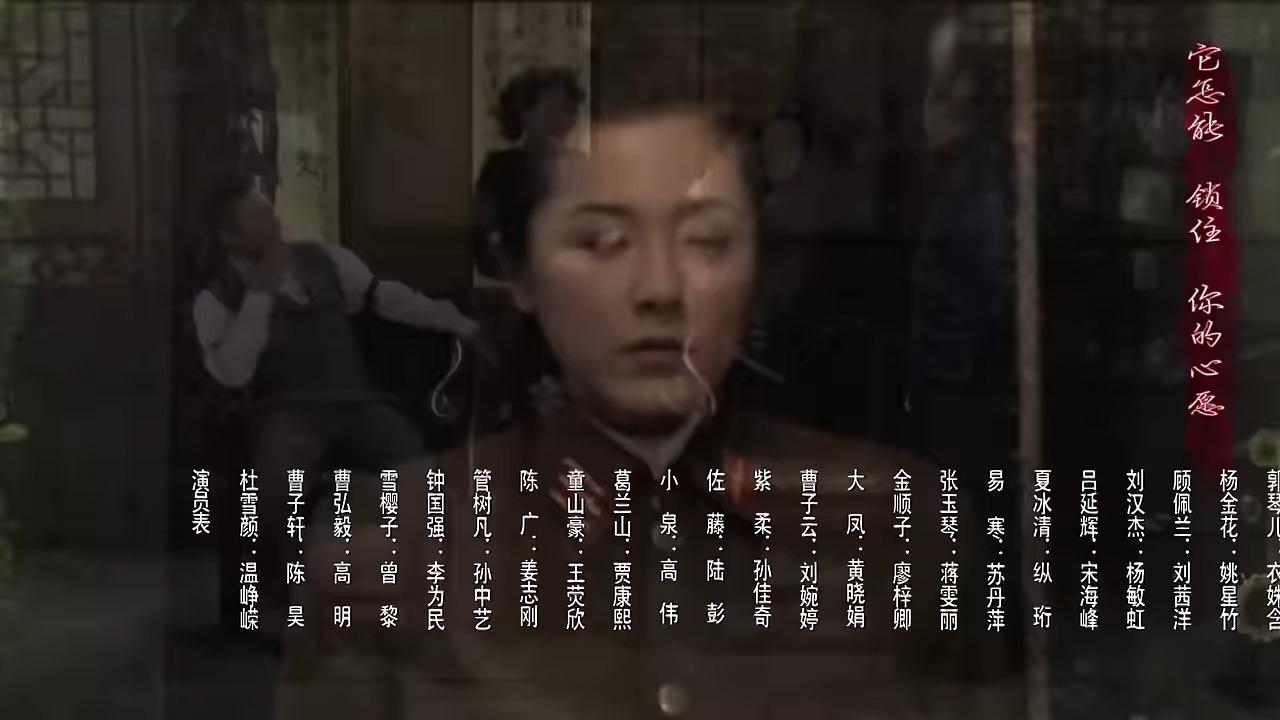 它怎能 锁住 你的心愿
演员表
杜雪颜：温峥嵘
曹子轩：陈 昊
曹弘毅：高 明
雪樱子：曾 黎
钟国强：李为民
管树凡：孙中艺
陈 广：姜志刚
童山豪：王荧欣
葛兰山：贾康熙
小 泉：高 伟
佐 藤：陆 彭
紫 柔：孙佳奇
曹子云：刘婉婷
大 凤：黄晓娟
金顺子：廖梓卿
张玉琴：蒋雯丽
易 寒：苏丹萍
夏冰清：纵 珩
吕延辉：宋海峰
刘汉杰：杨敏虹
顾佩兰：刘茜洋
杨金花：姚星竹